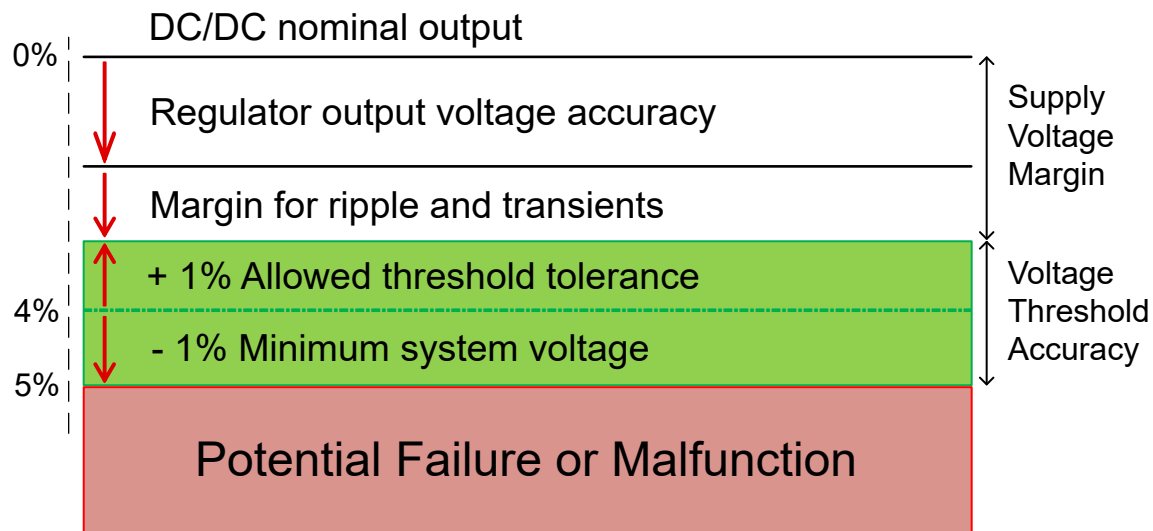 DC/DC nominal output
0%
Regulator output voltage accuracy
Supply
Voltage
Margin
Margin for ripple and transients
+ 1% Allowed threshold tolerance
Voltage
Threshold
Accuracy
4%
- 1% Minimum system voltage
5%
Potential Failure or Malfunction